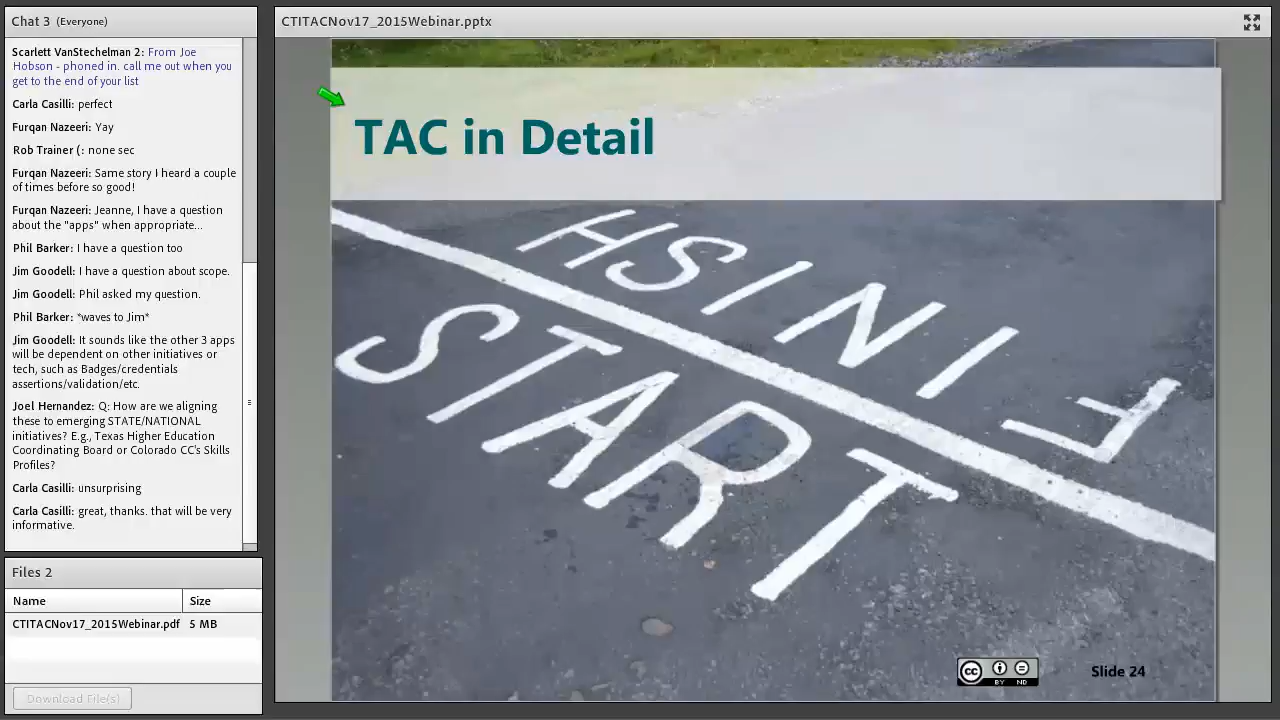 Chat 3 (Everyone)
Scarlett VanStechelman 2: From Joe
Hobson - phoned in. call me out when you
get to the end of your list
Carla Casilli: perfect
Furqan Nazeeri: Yay
Rob Trainer (: none sec
Furqan Nazeeri: Same story I heard a couple
of times before so good!
Furqan Nazeeri: Jeanne, I have a question
about the "apps" when appropriate...
Phil Barker: I have a question too
Jim Goodell: I have a question about scope.
Jim Goodell: Phil asked my question.
Phil Barker: *waves to Jim*
Jim Goodell: It sounds like the other 3 apps
will be dependent on other initiatives or
tech, such as Badges/credentials
assertions/validation/etc.
Joel Hernandez: Q: How are we aligning
these to emerging STATE/NATIONAL
initiatives? E.g., Texas Higher Education
Coordinating Board or Colorado CC's Skills
Profiles?
Carla Casilli: unsurprising
Carla Casilli: great, thanks. that will be very
informative.
Files 2
Name Size
CTITACNov17_2015Webinar.pdf 5 MB
Download File(s)
CTITACNov17_2015Webinar.pptx
TAC in Detail
FINISH
START
cc BY ND
Slide 24